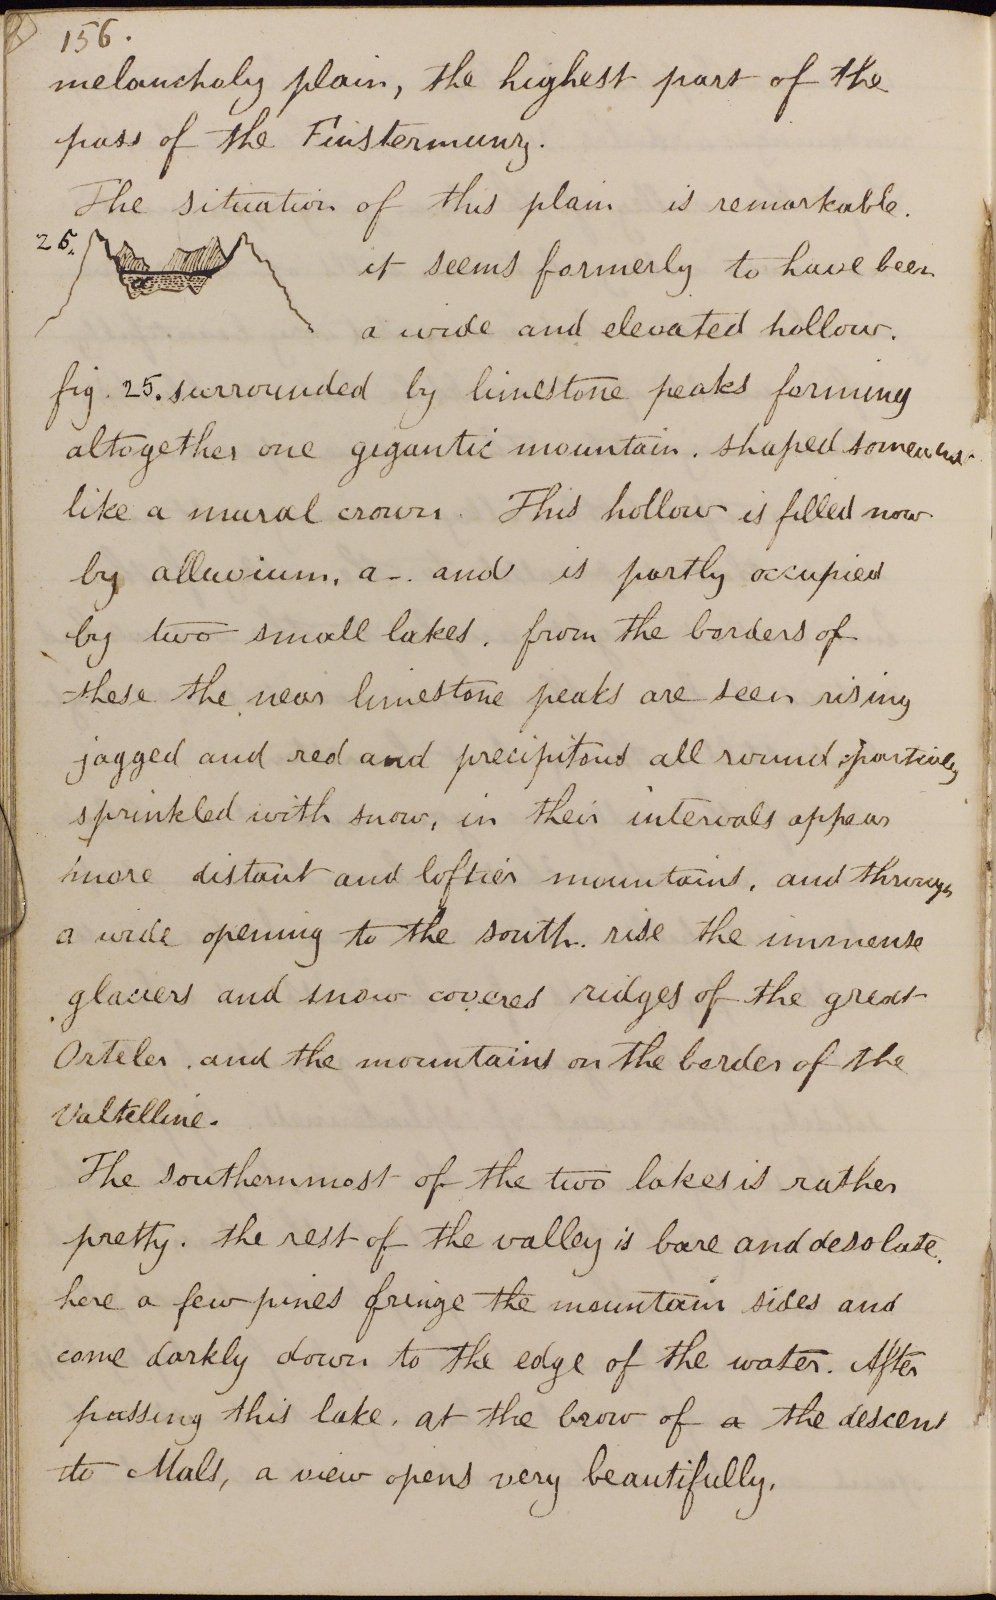 156.
melancholy plain, the highest part of the
pass of the Finstermunz.
The situation of this plain is remarkable.
25.
it seems formerly to have been
a wide and elevated hollow.
fig. 25. surrounded by limestone peaks forming
altogether one gigantic mountain. shaped somewhat
like a mural crown. This hollow is filled now
by alluvium, a-. and is partly occupied
by two small lakes. from the borders of
these the near limestone peaks are seen rising
jagged and red and precipitous all round partially
sprinkled with snow, in their intervals appear
more distant and loftier mountains, and through
a wide opening to the south. rise the immense
glaciers and snow covered ridges of the great
Orteler. and the mountains on the border of the
Valtelline.
The southernmost of the two lakes is rather
pretty. the rest of the valley is bare and desolate.
here a few pines fringe the mountain sides and
come darkly down to the edge of the water. After
passing this lake. at the brow of a the descent
to Mals, a view opens very beautifully.